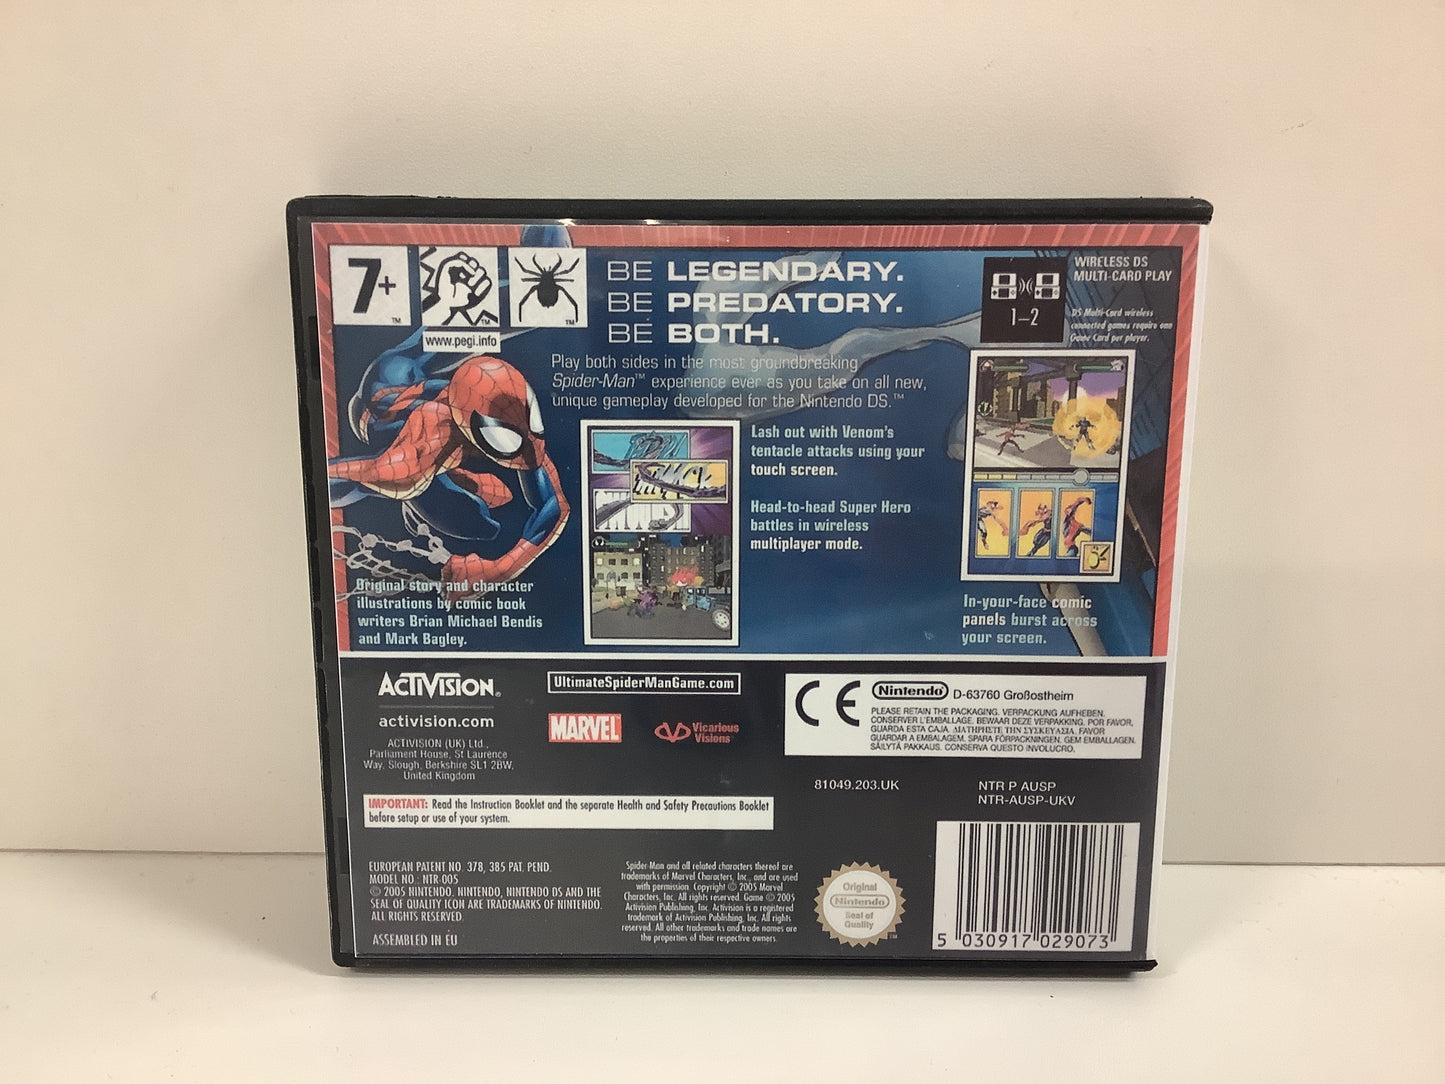 7+
www.pegi.info
BE LEGENDARY.
BE PREDATORY.
BE BOTH.
WIRELESS DS
MULTI-CARD PLAY
1–2
DS Multi-Card wireless
connected games require one
Game Card per player.
Play both sides in the most groundbreaking
Spider-Man™ experience ever as you take on all new,
unique gameplay developed for the Nintendo DS.™
Lash out with Venom's
tentacle attacks using your
touch screen.
Head-to-head Super Hero
battles in wireless
multiplayer mode.
Original story and character
illustrations by comic book
writers Brian Michael Bendis
and Mark Bagley.
In-your-face comic
panels burst across
your screen.
ACTIVISION®
activision.com
ACTIVISION (UK) Ltd.,
Parliament House, St Laurence
Way, Slough, Berkshire SL1 2BW,
United Kingdom
UltimateSpiderManGame.com
MARVEL
Vicarious
Visions™
CE
Nintendo® D-63760 Großostheim
PLEASE RETAIN THE PACKAGING. VERPACKUNG AUFHEBEN.
CONSERVER L'EMBALLAGE. BEWAAR DEZE VERPAKKING. POR FAVOR,
GUARDA ESTA CAJA. ΔΙΑΤΗΡΗΣΤΕ ΤΗΝ ΣΥΣΚΕΥΑΣΙΑ. FAVOR
GUARDAR A EMBALAGEM. SPARA FÖRPACKNINGEN. GEM EMBALLAGEN.
SÄILYTÄ PAKKAUS. CONSERVA QUESTO INVOLUCRO.
81049.203.UK
NTR P AUSP
NTR-AUSP-UKV
IMPORTANT: Read the Instruction Booklet and the separate Health and Safety Precautions Booklet
before setup or use of your system.
EUROPEAN PATENT NO. 378, 385 PAT. PEND.
MODEL NO.: NTR-005
© 2005 NINTENDO. NINTENDO, NINTENDO DS AND THE
SEAL OF QUALITY ICON ARE TRADEMARKS OF NINTENDO.
ALL RIGHTS RESERVED.
ASSEMBLED IN EU
Spider-Man and all related characters thereof are
trademarks of Marvel Characters, Inc., and are used
with permission. Copyright © 2005 Marvel
Characters, Inc. All rights reserved. Game © 2005
Activision Publishing, Inc. Activision is a registered
trademark of Activision Publishing, Inc. All rights
reserved. All other trademarks and trade names are
the properties of their respective owners.
Original
Nintendo®
Seal of
Quality
™
5 030917 029073